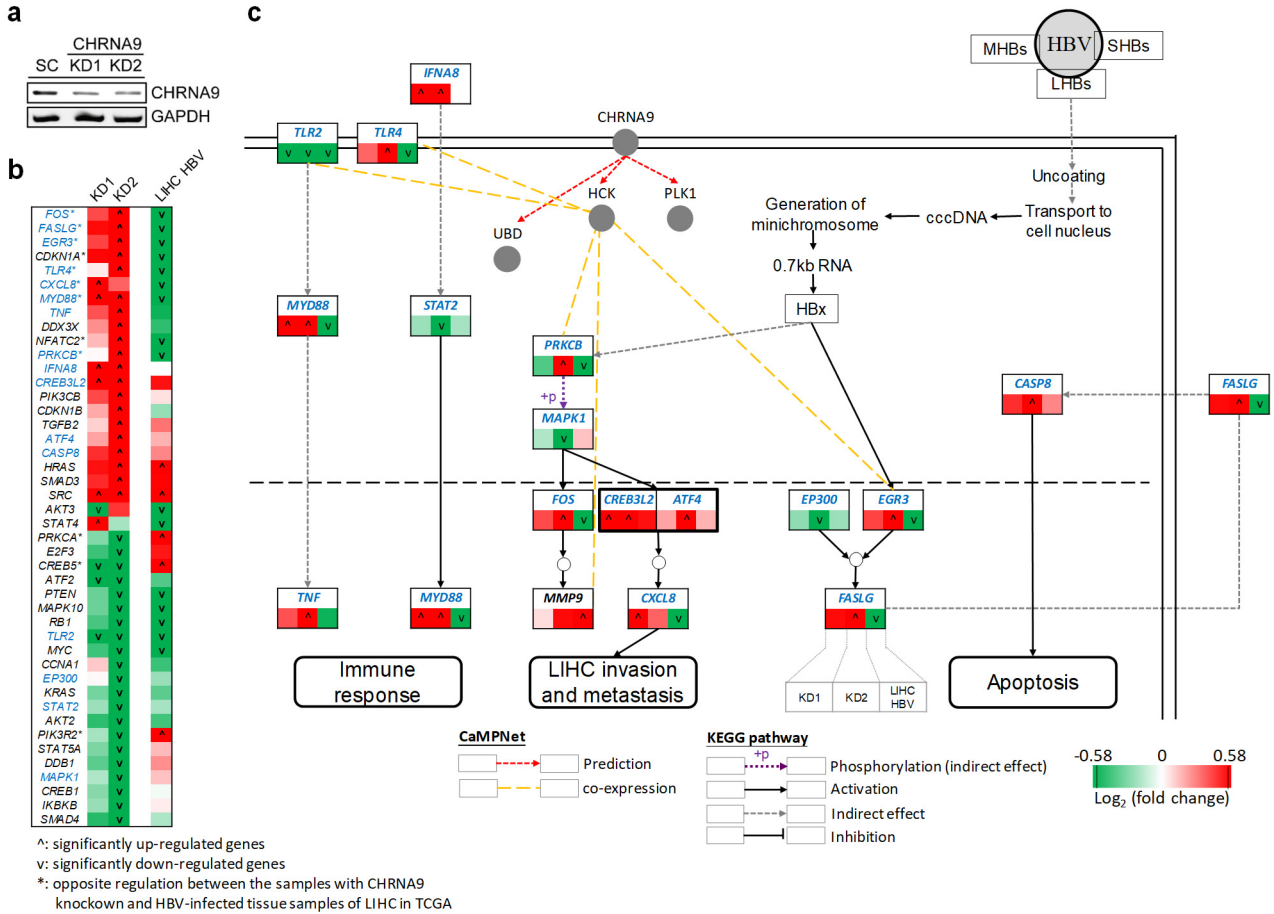 a
CHRNA9
SC KD1 KD2
CHRNA9
GAPDH
b
KD1
KD2
LIHC HBV
FOS*
FASLG*
EGR3*
CDKN1A*
TLR4*
CXCL8*
MYD88*
TNF
DDX3X
NFATC2*
PRKCB*
IFNA8
CREB3L2
PIK3CB
CDKN1B
TGFB2
ATF4
CASP8
HRAS
SMAD3
SRC
AKT3
STAT4
PRKCA*
E2F3
CREB5*
ATF2
PTEN
MAPK10
RB1
TLR2
MYC
CCNA1
EP300
KRAS
STAT2
AKT2
PIK3R2*
STAT5A
DDB1
MAPK1
CREB1
IKBKB
SMAD4
^: significantly up-regulated genes
v: significantly down-regulated genes
*: opposite regulation between the samples with CHRNA9
knockown and HBV-infected tissue samples of LIHC in TCGA
c
MHBs
HBV
SHBs
LHBs
IFNA8
^ ^
TLR2
v v v
TLR4
^ v
CHRNA9
HCK
PLK1
UBD
Uncoating
Transport to
cell nucleus
cccDNA
Generation of
minichromosome
0.7kb RNA
HBx
MYD88
^ ^ v
STAT2
v
PRKCB
^ v
+p
MAPK1
v
CASP8
^
FASLG
^ v
FOS
^ v
CREB3L2
^ ^
ATF4
^
EP300
v
EGR3
^ v
TNF
^
MYD88
^ ^ v
MMP9
^
CXCL8
^ v
FASLG
^ v
KD1
KD2
LIHC
HBV
Immune
response
LIHC invasion
and metastasis
Apoptosis
CaMPNet
Prediction
co-expression
KEGG pathway
+p
Phosphorylation (indirect effect)
Activation
Indirect effect
Inhibition
-0.58 0 0.58
Log2 (fold change)